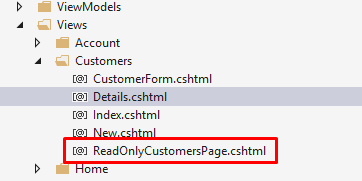 ViewModels
Views
Account
Customers
[@] CustomerForm.cshtml
[@] Details.cshtml
[@] Index.cshtml
[@] New.cshtml
[@] ReadOnlyCustomersPage.cshtml
Home